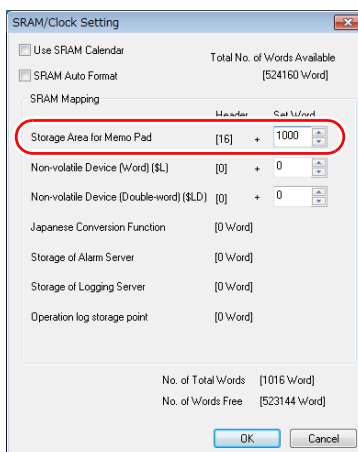 SRAM/Clock Setting
Use SRAM Calendar
Total No. of Words Available
SRAM Auto Format
[524160 Word]
SRAM Mapping
Header Set Word
Storage Area for Memo Pad [16] + 1000
Non-volatile Device (Word) ($L) [0] + 0
Non-volatile Device (Double-word) ($LD) [0] + 0
Japanese Conversion Function [0 Word]
Storage of Alarm Server [0 Word]
Storage of Logging Server [0 Word]
Operation log storage point [0 Word]
No. of Total Words [1016 Word]
No. of Words Free [523144 Word]
OK Cancel